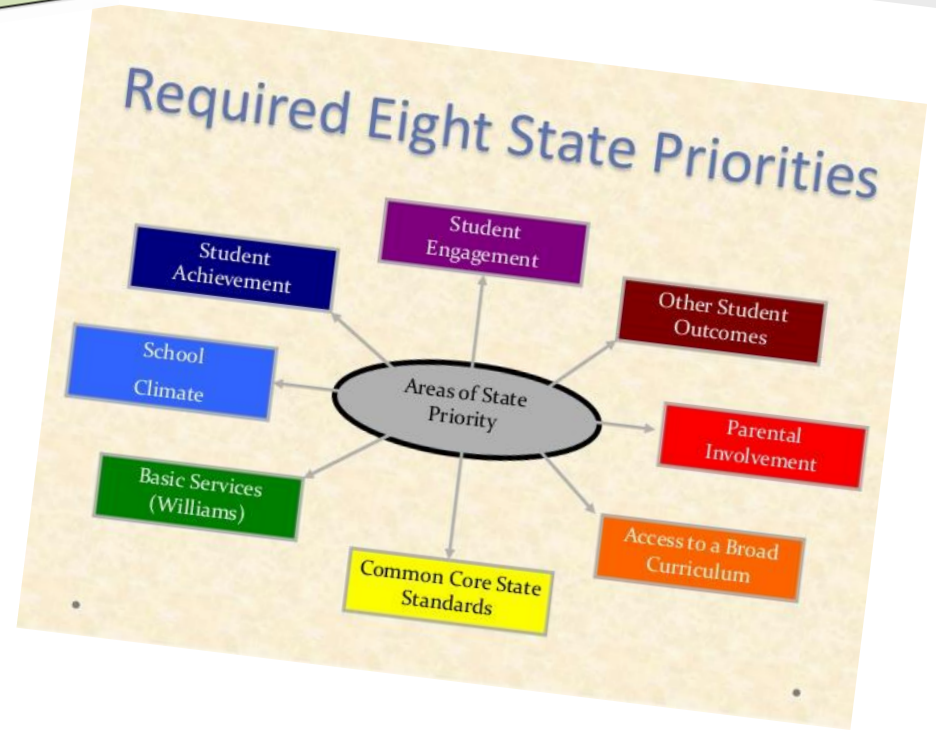 Required Eight State Priorities
Student
Engagement
Student
Achievement
Other Student
Outcomes
School
Climate
Areas of State
Priority
Parental
Involvement
Basic Services
(Williams)
Access to a Broad
Curriculum
Common Core State
Standards